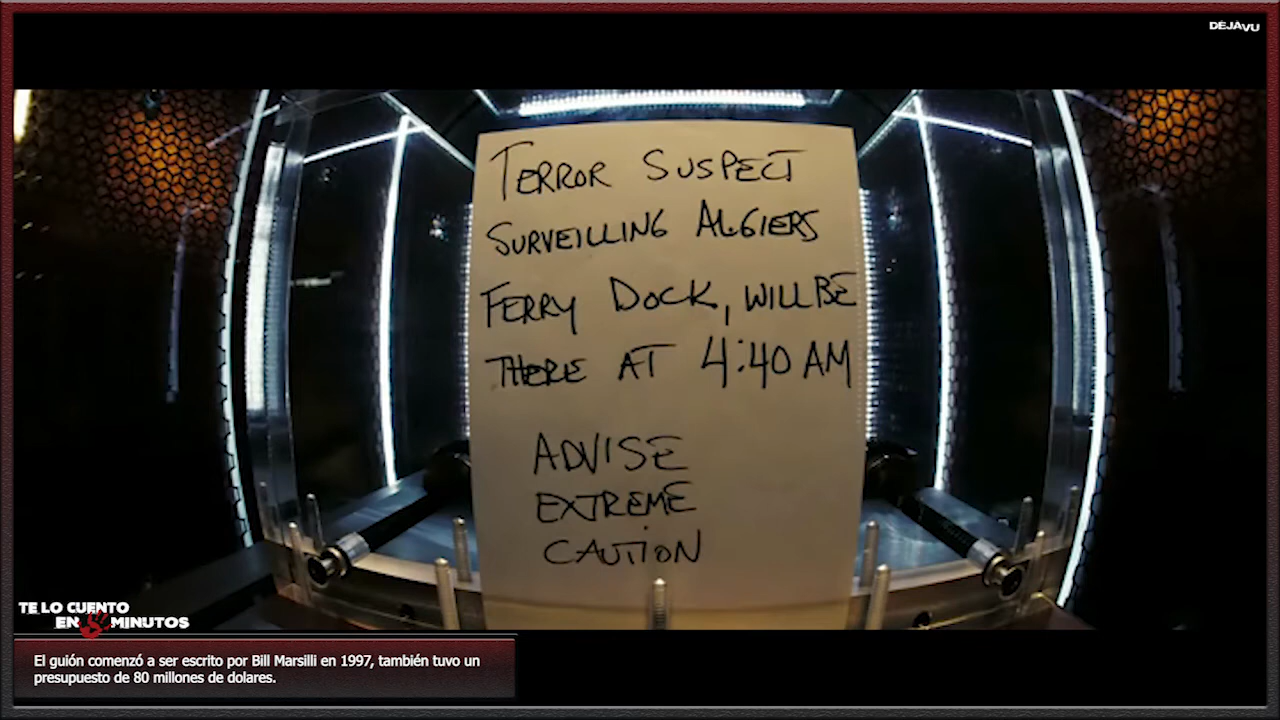 DÉJÀVU
TERROR SUSPECT
SURVEILLING ALGIERS
FERRY DOCK, WILL BE
THERE AT 4:40 AM
ADVISE
EXTREME
CAUTION
TE LO CUENTO
EN 5 MINUTOS
El guión comenzó a ser escrito por Bill Marsilli en 1997, también tuvo un
presupuesto de 80 millones de dolares.